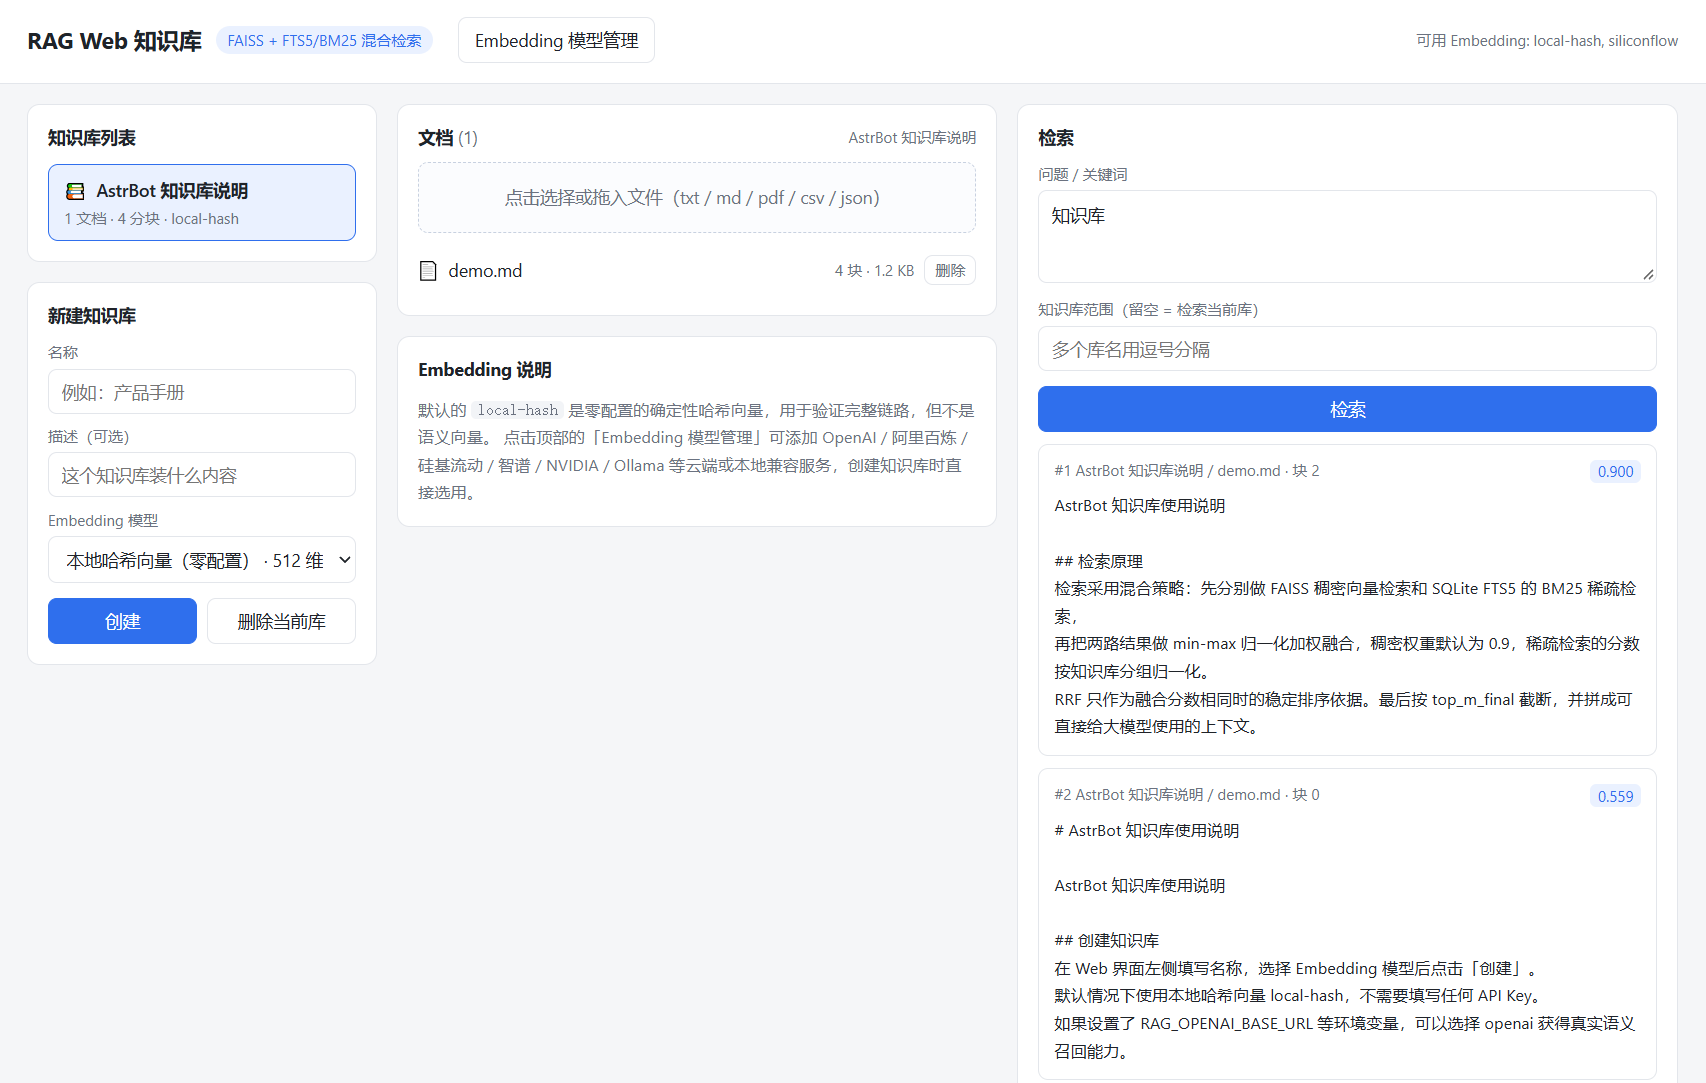 RAG Web 知识库
FAISS + FTS5/BM25 混合检索
Embedding 模型管理
可用 Embedding: local-hash, siliconflow
知识库列表
AstrBot 知识库说明
1 文档 · 4 分块 · local-hash
新建知识库
名称
例如：产品手册
描述（可选）
这个知识库装什么内容
Embedding 模型
本地哈希向量（零配置） · 512 维
创建
删除当前库
文档 (1)
AstrBot 知识库说明
点击选择或拖入文件（txt / md / pdf / csv / json）
demo.md
4 块 · 1.2 KB
删除
Embedding 说明
默认的 local-hash 是零配置的确定性哈希向量，用于验证完整链路，但不是
语义向量。 点击顶部的「Embedding 模型管理」可添加 OpenAI / 阿里百炼 /
硅基流动 / 智谱 / NVIDIA / Ollama 等云端或本地兼容服务，创建知识库时直
接选用。
检索
问题 / 关键词
知识库
知识库范围（留空 = 检索当前库）
多个库名用逗号分隔
检索
#1 AstrBot 知识库说明 / demo.md · 块 2
0.900
AstrBot 知识库使用说明
## 检索原理
检索采用混合策略：先分别做 FAISS 稠密向量检索和 SQLite FTS5 的 BM25 稀疏检
索，
再把两路结果做 min-max 归一化加权融合，稠密权重默认为 0.9，稀疏检索的分数
按知识库分组归一化。
RRF 只作为融合分数相同时的稳定排序依据。最后按 top_m_final 截断，并拼成可
直接给大模型使用的上下文。
#2 AstrBot 知识库说明 / demo.md · 块 0
0.559
# AstrBot 知识库使用说明
AstrBot 知识库使用说明
## 创建知识库
在 Web 界面左侧填写名称，选择 Embedding 模型后点击「创建」。
默认情况下使用本地哈希向量 local-hash，不需要填写任何 API Key。
如果设置了 RAG_OPENAI_BASE_URL 等环境变量，可以选择 openai 获得真实语义
召回能力。